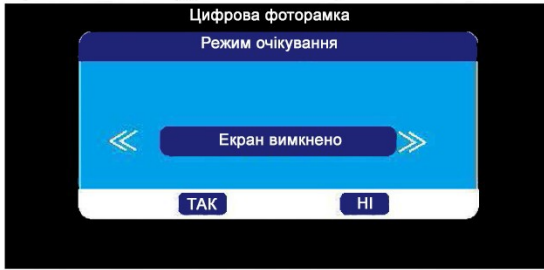 Цифрова фоторамка
Режим очікування
Екран вимкнено
ТАК НІ